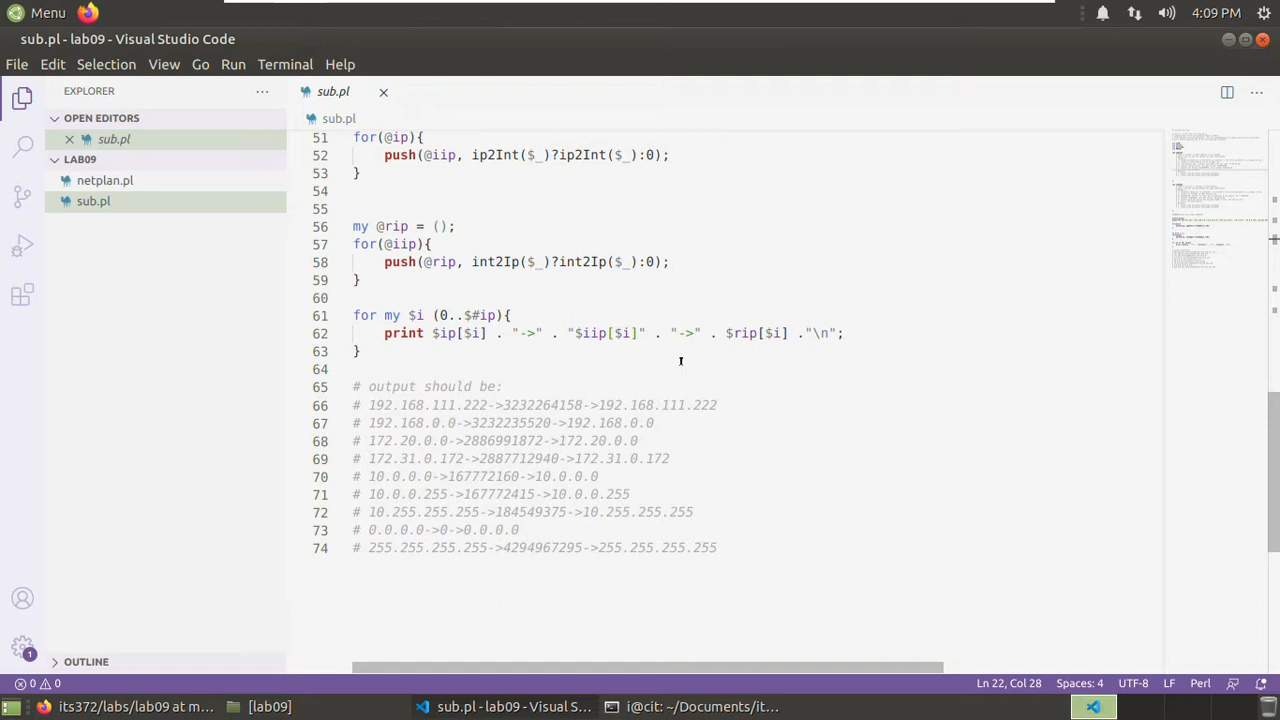 Menu
4:09 PM
sub.pl - lab09 - Visual Studio Code
File Edit Selection View Go Run Terminal Help
EXPLORER
OPEN EDITORS
sub.pl
LAB09
netplan.pl
sub.pl
OUTLINE
sub.pl
sub.pl
51 for(@ip){
52 push(@iip, ip2Int($_)?ip2Int($_):0);
53 }
54
55
56 my @rip = ();
57 for(@iip){
58 push(@rip, int2Ip($_)?int2Ip($_):0);
59 }
60
61 for my $i (0..$#ip){
62 print $ip[$i] . "->" . "$iip[$i]" . "->" . $rip[$i] ."\n";
63 }
64
65 # output should be:
66 # 192.168.111.222->3232264158->192.168.111.222
67 # 192.168.0.0->3232235520->192.168.0.0
68 # 172.20.0.0->2886991872->172.20.0.0
69 # 172.31.0.172->2887712940->172.31.0.172
70 # 10.0.0.0->167772160->10.0.0.0
71 # 10.0.0.255->167772415->10.0.0.255
72 # 10.255.255.255->184549375->10.255.255.255
73 # 0.0.0.0->0->0.0.0.0
74 # 255.255.255.255->4294967295->255.255.255.255
1
0 0
Ln 22, Col 28 Spaces: 4 UTF-8 LF Perl
its372/labs/lab09 at m...
[lab09]
sub.pl - lab09 - Visual S...
i@cit: ~/Documents/it...